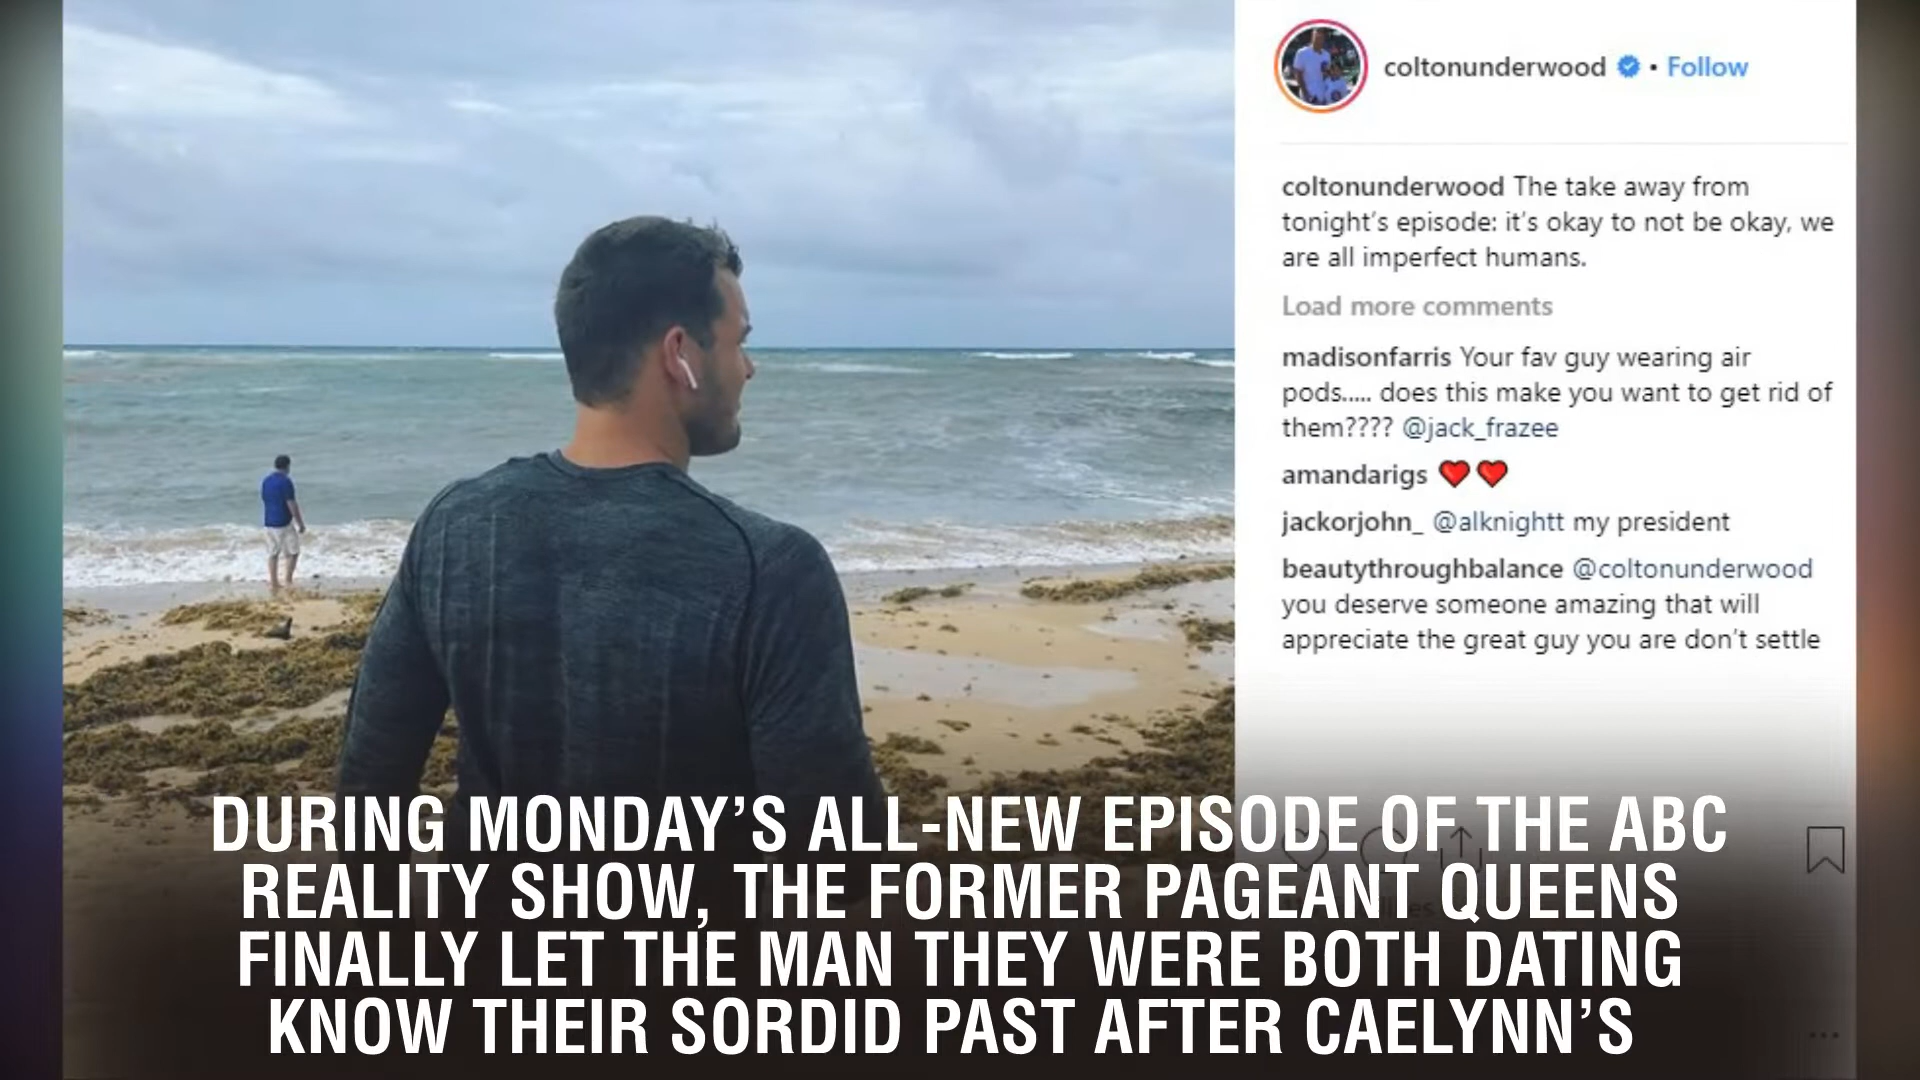 coltonunderwood • Follow
coltonunderwood The take away from
tonight's episode: it's okay to not be okay, we
are all imperfect humans.
Load more comments
madisonfarris Your fav guy wearing air
pods..... does this make you want to get rid of
them???? @jack_frazee
amandarigs ❤️❤️
jackorjohn_ @alknightt my president
beautythroughbalance @coltonunderwood
you deserve someone amazing that will
appreciate the great guy you are don't settle
DURING MONDAY'S ALL-NEW EPISODE OF THE ABC
REALITY SHOW, THE FORMER PAGEANT QUEENS
FINALLY LET THE MAN THEY WERE BOTH DATING
KNOW THEIR SORDID PAST AFTER CAELYNN'S